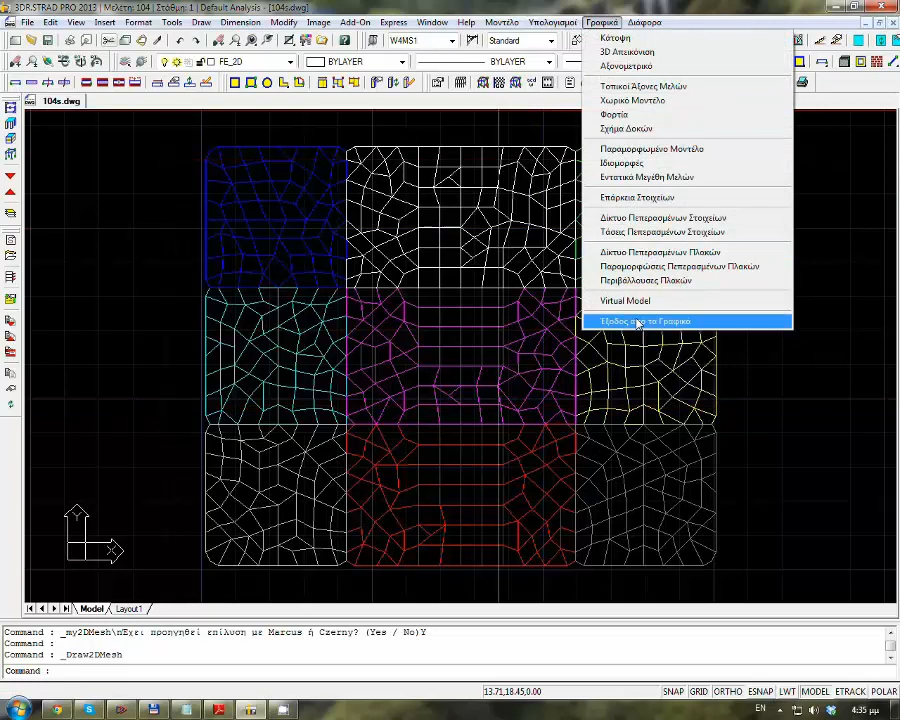 3DR.STRAD PRO 2013 | Μελέτη: 104 | Στάθμη: 1 | Default Analysis - [104s.dwg]
File Edit View Insert Format Tools Draw Dimension Modify Image Add-On Express Window Help Μοντέλο Υπολογισμοί Γραφικά Διάφορα
W4MS1 Standard
FE_2D BYLAYER BYLAYER
104s.dwg
Κάτοψη
3D Απεικόνιση
Αξονομετρικό
Τοπικοί Άξονες Μελών
Χωρικό Μοντέλο
Φορτία
Σχήμα Δοκών
Παραμορφωμένο Μοντέλο
Ιδιομορφές
Εντατικά Μεγέθη Μελών
Επάρκεια Στοιχείων
Δίκτυο Πεπερασμένων Στοιχείων
Τάσεις Πεπερασμένων Στοιχείων
Δίκτυο Πεπερασμένων Πλακών
Παραμορφώσεις Πεπερασμένων Πλακών
Περιβάλλουσες Πλακών
Virtual Model
Έξοδος από τα Γραφικά
Y
X
Model Layout1
Command : _my2DMesh\nΈχει προηγηθεί επίλυση με Marcus ή Czerny? (Yes / No)Y
Command :
Command : _Draw2DMesh
Command :
13.71,18.45,0.00 SNAP GRID ORTHO ESNAP LWT MODEL ETRACK POLAR
EN 4:35 μμ